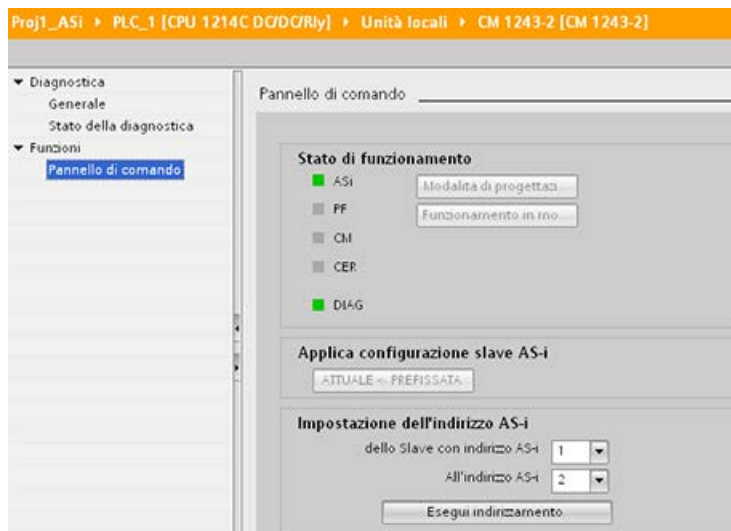 Proj1_ASi ▸ PLC_1 [CPU 1214C DC/DC/Rly] ▸ Unità locali ▸ CM 1243-2 [CM 1243-2]
Diagnostica
Generale
Stato della diagnostica
Funzioni
Pannello di comando
Pannello di comando
Stato di funzionamento
ASi
Modalità di progettazi...
PF
Funzionamento in mo...
CM
CER
DIAG
Applica configurazione slave AS-i
ATTUALE <- PREFISSATA
Impostazione dell'indirizzo AS-i
dello Slave con indirizzo AS-i 1
All'indirizzo AS-i 2
Esegui indirizzamento